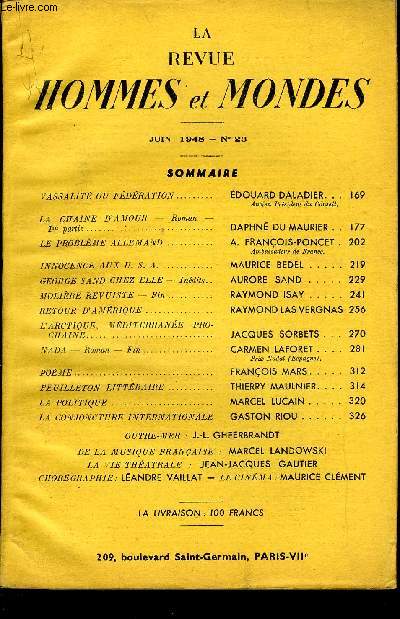 LA
REVUE
HOMMES et MONDES
JUIN 1948 — N° 23
SOMMAIRE
VASSALITÉ OU FÉDÉRATION ......... ÉDOUARD DALADIER... 169
Ancien Président du Conseil.
LA CHAINE D'AMOUR — Roman —
Ire partie ............ DAPHNÉ DU MAURIER .. 177
LE PROBLÈME ALLEMAND ......... A. FRANÇOIS-PONCET . 202
Ambassadeur de France.
INNOCENCE AUX U. S. A. ......... MAURICE BEDEL ..... 219
GEORGE SAND CHEZ ELLE — Inédits.. AURORE SAND ..... 229
MOLIÈRE REVUISTE — Fin ......... RAYMOND ISAY ..... 241
RETOUR D'AMÉRIQUE ......... RAYMOND LAS VERGNAS 256
L'ARCTIQUE, MÉDITERRANÉE PRO-
CHAINE ......... JACQUES SORBETS ... 270
NADA — Roman — Fin ......... CARMEN LAFORET .... 281
Prix Nadal (Espagne).
POÈME ......... FRANÇOIS MARS ..... 312
FEUILLETON LITTÉRAIRE ......... THIERRY MAULNIER ... 314
LA POLITIQUE ......... MARCEL LUCAIN ..... 320
LA CONJONCTURE INTERNATIONALE GASTON RIOU ...... 326
OUTRE-MER : J.-L. GHEERBRANDT
DE LA MUSIQUE FRANÇAISE : MARCEL LANDOWSKI
LA VIE THÉATRALE : JEAN-JACQUES GAUTIER
CHORÉGRAPHIE : LÉANDRE VAILLAT — LE CINÉMA : MAURICE CLÉMENT
LA LIVRAISON : 100 FRANCS
209, boulevard Saint-Germain, PARIS-VIIe